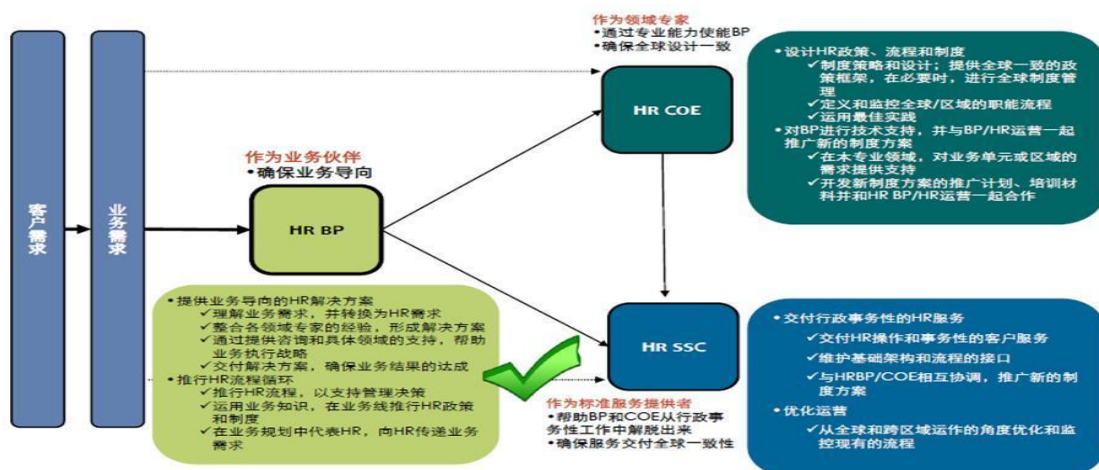 客户需求
业务需求
作为业务伙伴
•确保业务导向
HR BP
•提供业务导向的HR解决方案
✓理解业务需求，并转换为HR需求
✓整合各领域专家的经验，形成解决方案
✓通过提供咨询和具体领域的支持，帮助
业务执行战略
✓交付解决方案，确保业务结果的达成
•推行HR流程循环
✓推行HR流程，以支持管理决策
✓运用业务知识，在业务线推行HR政策
和制度
✓在业务规划中代表HR，向HR传递业务
需求
作为领域专家
•通过专业能力使能BP
•确保全球设计一致
HR COE
•设计HR政策、流程和制度
✓制度策略和设计；提供全球一致的政
策框架，在必要时，进行全球制度管
理
✓定义和监控全球/区域的职能流程
✓运用最佳实践
•对BP进行技术支持，并与BP/HR运营一起
推广新的制度方案
✓在本专业领域，对业务单元或区域的
需求提供支持
✓开发新制度方案的推广计划、培训材
料并和HR BP/HR运营一起合作
HR SSC
作为标准服务提供者
•帮助BP和COE从行政事
务性工作中解脱出来
•确保服务交付全球一致性
•交付行政事务性的HR服务
✓交付HR操作和事务性的客户服务
✓维护基础架构和流程的接口
✓与HRBP/COE相互协调，推广新的制
度方案
•优化运营
✓从全球和跨区域运作的角度优化和监
控现有的流程